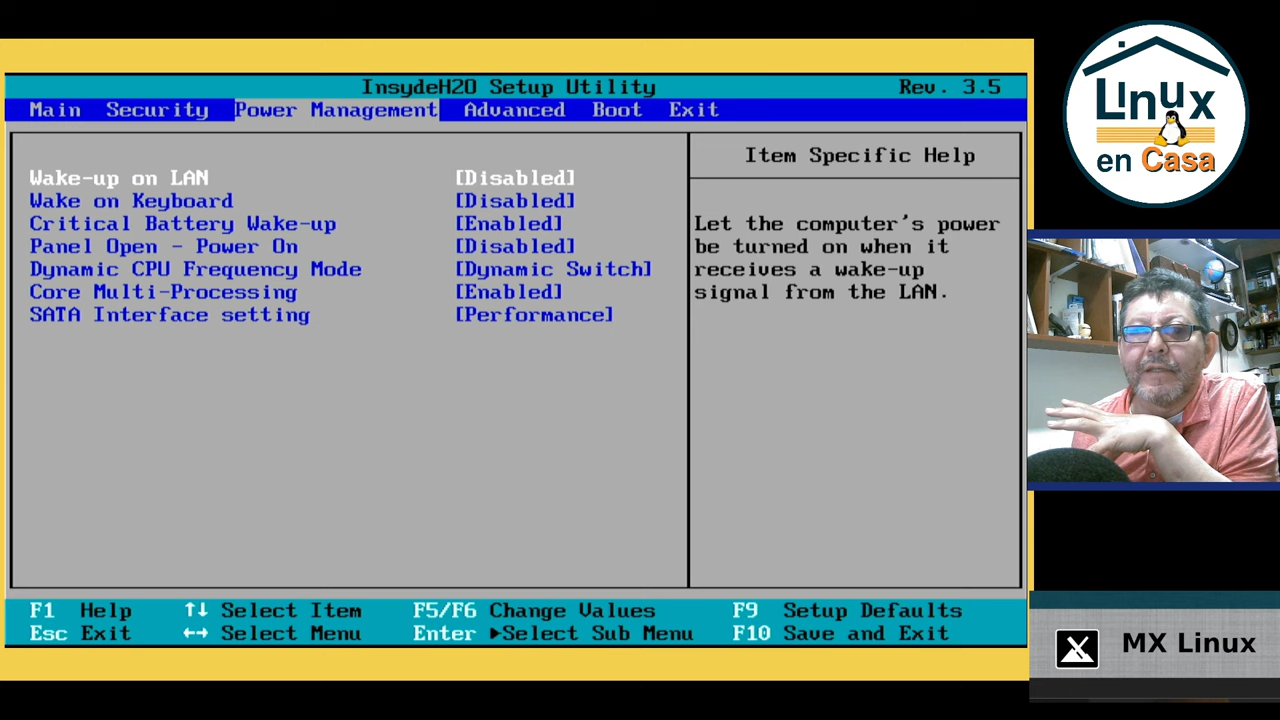 InsydeH20 Setup Utility Rev. 3.5
Main Security Power Management Advanced Boot Exit
Wake-up on LAN [Disabled]
Wake on Keyboard [Disabled]
Critical Battery Wake-up [Enabled]
Panel Open - Power On [Disabled]
Dynamic CPU Frequency Mode [Dynamic Switch]
Core Multi-Processing [Enabled]
SATA Interface setting [Performance]
Item Specific Help
Let the computer's power
be turned on when it
receives a wake-up
signal from the LAN.
F1 Help ↑↓ Select Item F5/F6 Change Values F9 Setup Defaults
Esc Exit ←→ Select Menu Enter ▶Select Sub Menu F10 Save and Exit
Linux
en Casa
MX Linux